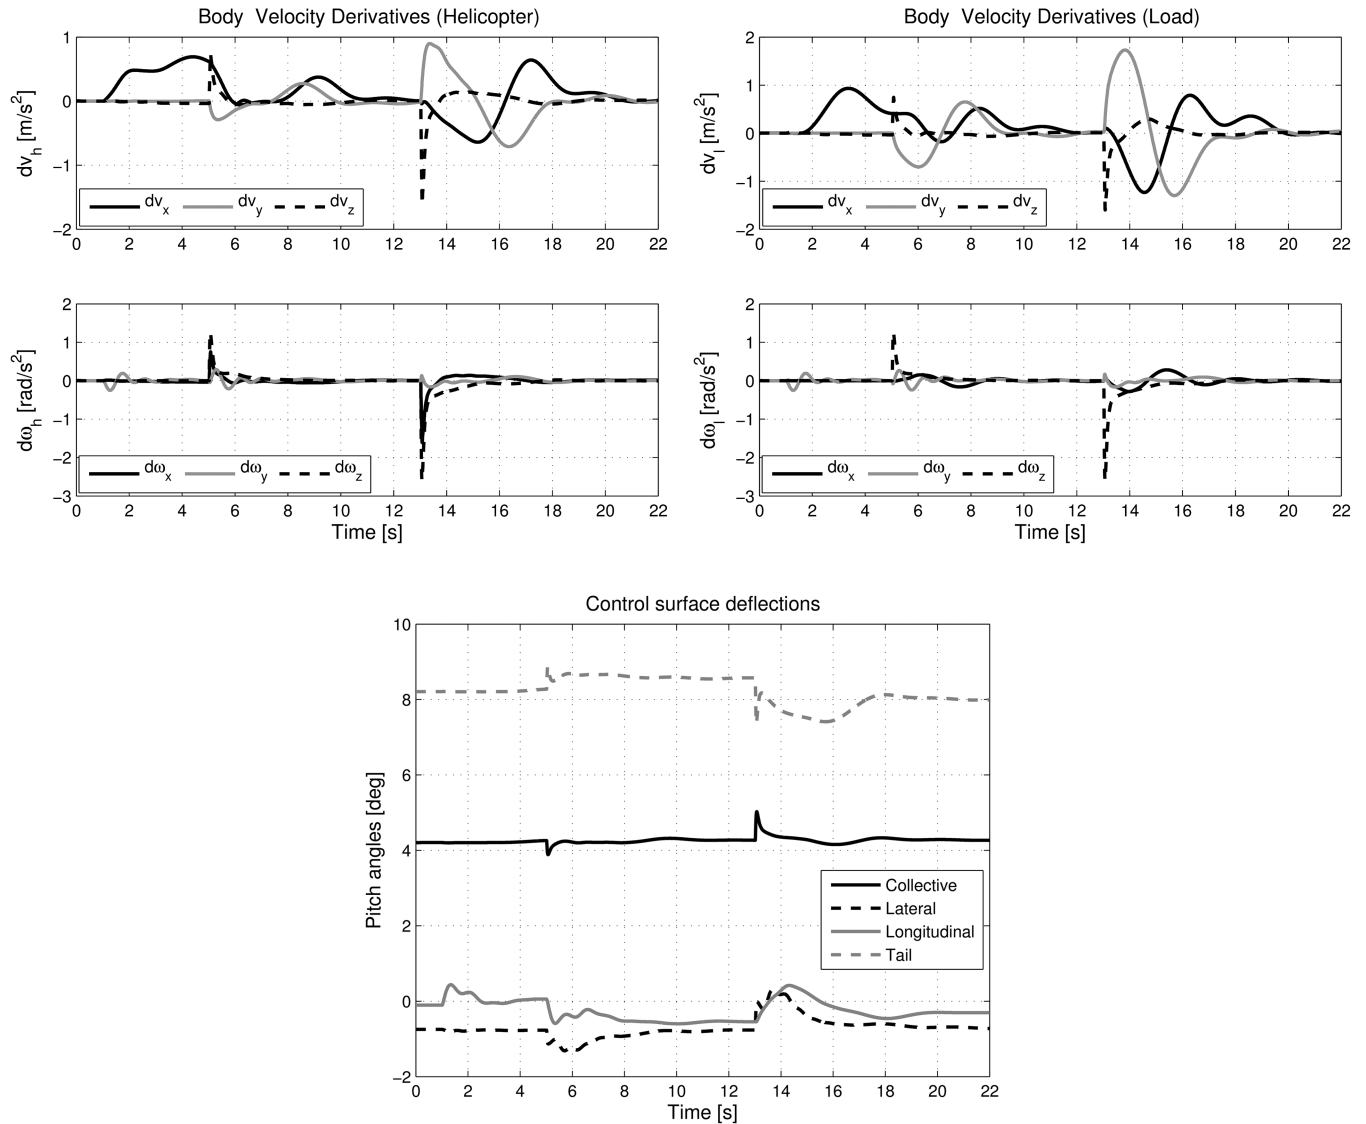 Body Velocity Derivatives (Helicopter)
dv_h [m/s^2]
1
0
−1
−2
dv_x dv_y dv_z
0 2 4 6 8 10 12 14 16 18 20 22
Body Velocity Derivatives (Load)
dv_l [m/s^2]
2
1
0
−1
−2
dv_x dv_y dv_z
0 2 4 6 8 10 12 14 16 18 20 22
dω_h [rad/s^2]
2
1
0
−1
−2
−3
dω_x dω_y dω_z
0 2 4 6 8 10 12 14 16 18 20 22
Time [s]
dω_l [rad/s^2]
2
1
0
−1
−2
−3
dω_x dω_y dω_z
0 2 4 6 8 10 12 14 16 18 20 22
Time [s]
Control surface deflections
Pitch angles [deg]
10
8
6
4
2
0
−2
Collective
Lateral
Longitudinal
Tail
0 2 4 6 8 10 12 14 16 18 20 22
Time [s]